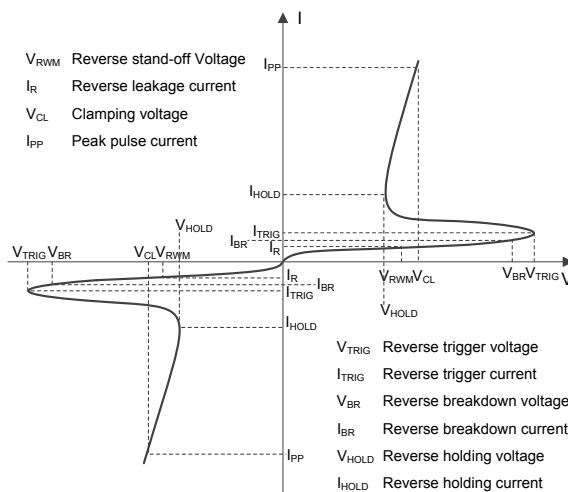 I
V_RWM Reverse stand-off Voltage
I_R Reverse leakage current
V_CL Clamping voltage
I_PP Peak pulse current
I_PP
I_HOLD
V_HOLD
I_TRIG
I_BR
I_R
V_TRIG V_BR V_CL V_RWM
V_RWM V_CL V_BR V_TRIG V
I_R
I_BR
I_TRIG
V_HOLD
I_HOLD
V_TRIG Reverse trigger voltage
I_TRIG Reverse trigger current
V_BR Reverse breakdown voltage
I_BR Reverse breakdown current
V_HOLD Reverse holding voltage
I_HOLD Reverse holding current
I_PP